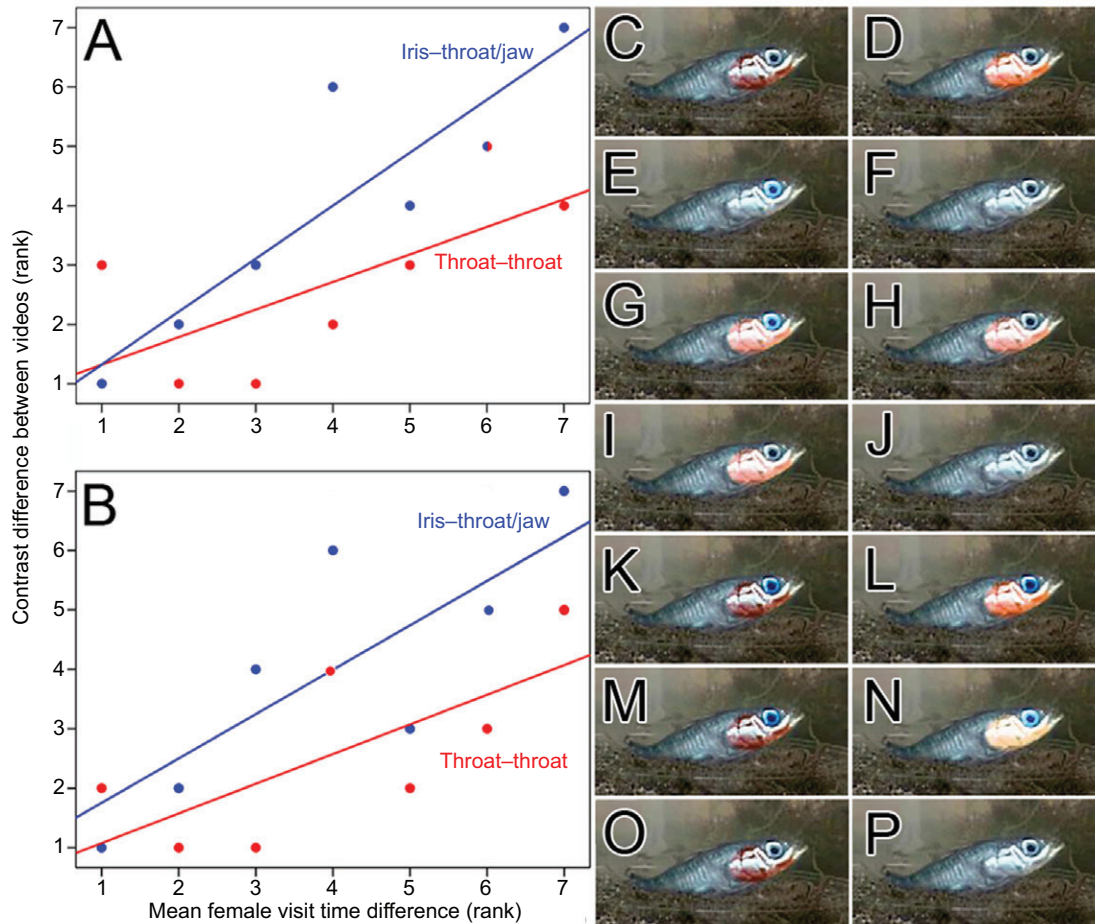 A
Iris–throat/jaw
Throat–throat
7
6
5
4
3
2
1
1 2 3 4 5 6 7
B
Iris–throat/jaw
Throat–throat
7
6
5
4
3
2
1
1 2 3 4 5 6 7
Contrast difference between videos (rank)
Mean female visit time difference (rank)
C D
E F
G H
I J
K L
M N
O P